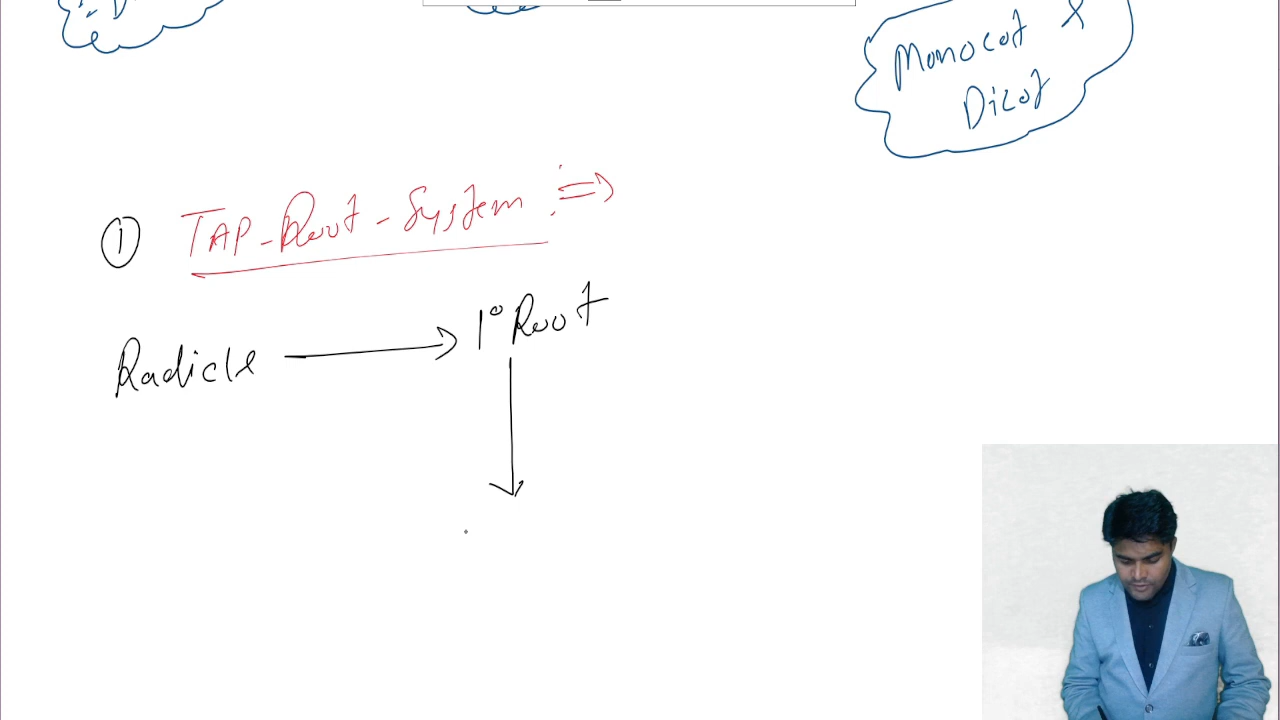 Monocot &
Dicot
① TAP-Root-System :⇒
Radicle → 1° Root